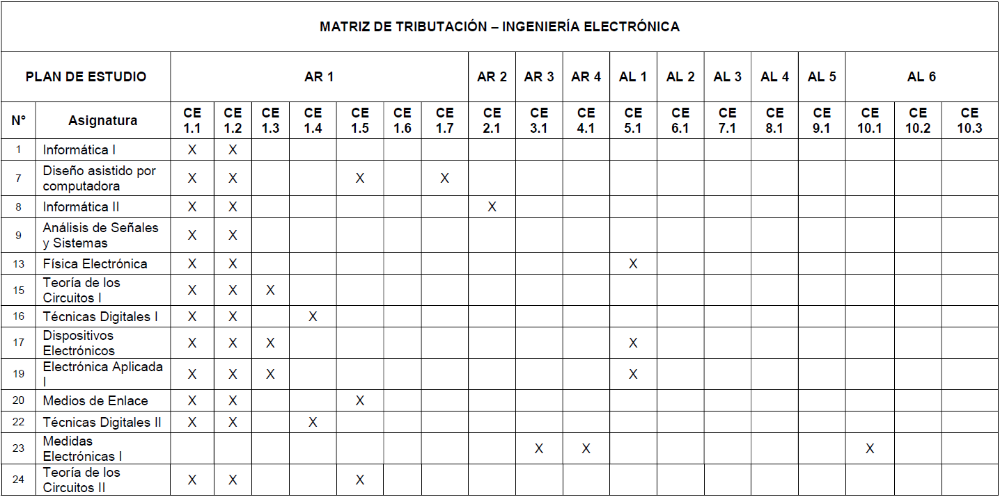 MATRIZ DE TRIBUTACIÓN – INGENIERÍA ELECTRÓNICA
PLAN DE ESTUDIO AR 1 AR 2 AR 3 AR 4 AL 1 AL 2 AL 3 AL 4 AL 5 AL 6
N° Asignatura CE 1.1 CE 1.2 CE 1.3 CE 1.4 CE 1.5 CE 1.6 CE 1.7 CE 2.1 CE 3.1 CE 4.1 CE 5.1 CE 6.1 CE 7.1 CE 8.1 CE 9.1 CE 10.1 CE 10.2 CE 10.3
1 Informática I X X
7 Diseño asistido por computadora X X X X
8 Informática II X X X
9 Análisis de Señales y Sistemas X X
13 Física Electrónica X X X
15 Teoría de los Circuitos I X X X
16 Técnicas Digitales I X X X
17 Dispositivos Electrónicos X X X X
19 Electrónica Aplicada I X X X X
20 Medios de Enlace X X X
22 Técnicas Digitales II X X X
23 Medidas Electrónicas I X X X
24 Teoría de los Circuitos II X X X